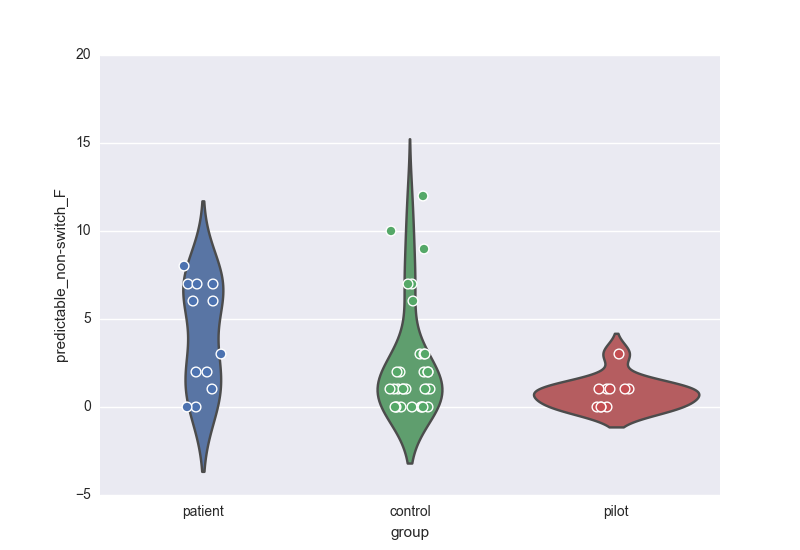 20
15
10
5
0
−5
predictable_non-switch_F
patient control pilot
group